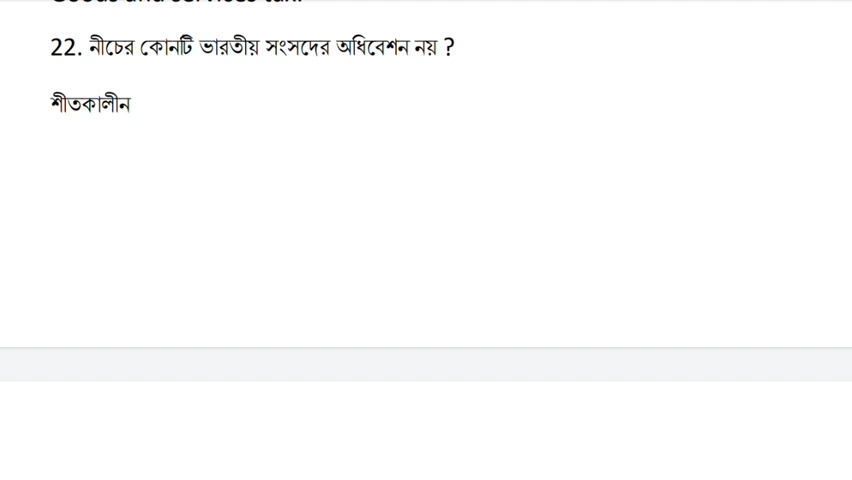 22. নীচের কোনটি ভারতীয় সংসদের অধিবেশন নয় ?
শীতকালীন